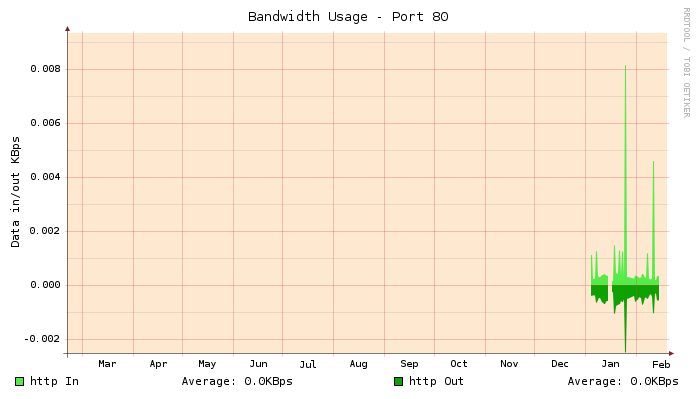 Bandwidth Usage - Port 80
RRDTOOL / TOBI OETIKER
Data in/out KBps
0.008
0.006
0.004
0.002
0.000
-0.002
Mar Apr May Jun Jul Aug Sep Oct Nov Dec Jan Feb
http In Average: 0.0KBps http Out Average: 0.0KBps